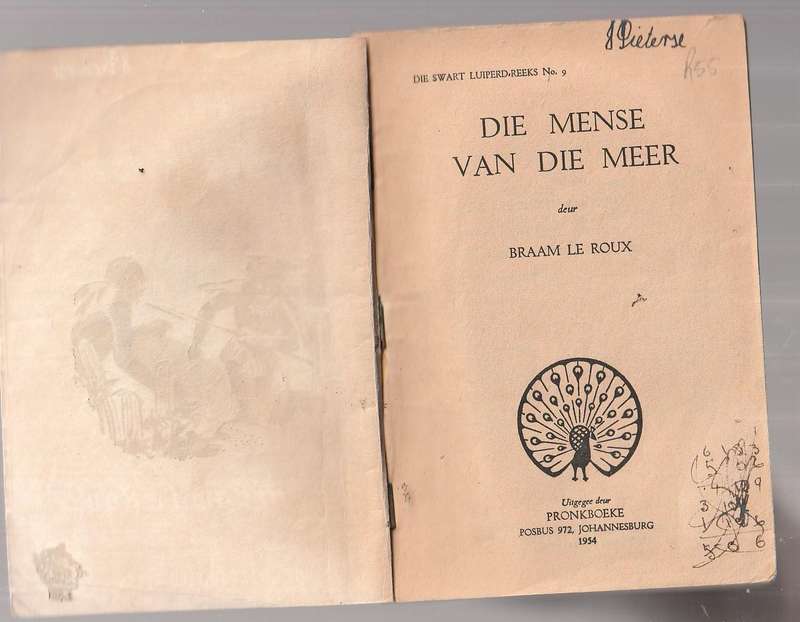 Pieterse
R55
DIE SWART LUIPERD-REEKS No. 9
DIE MENSE
VAN DIE MEER
deur
BRAAM LE ROUX
Uitgegee deur
PRONKBOEKE
POSBUS 972, JOHANNESBURG
1954